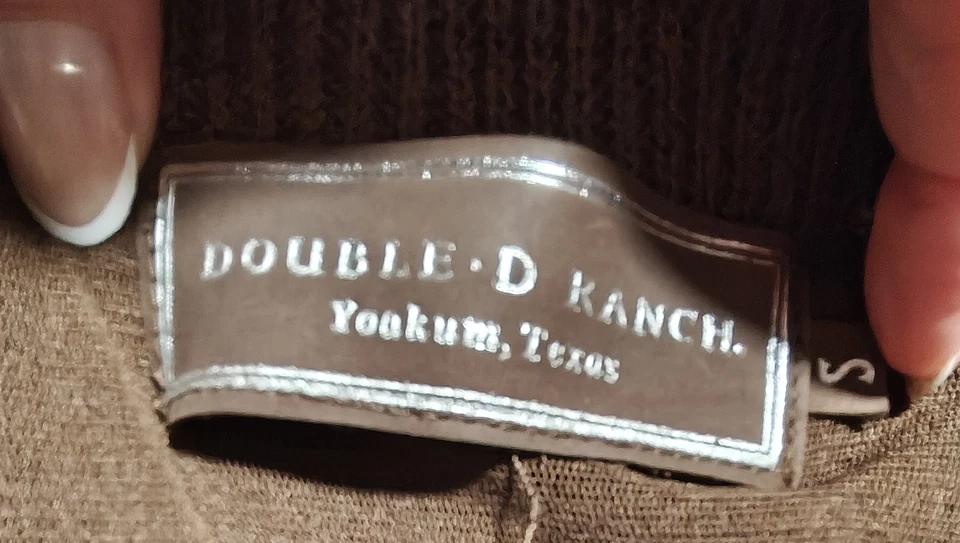 DOUBLE·D RANCH.
Yoakum, Texas
S